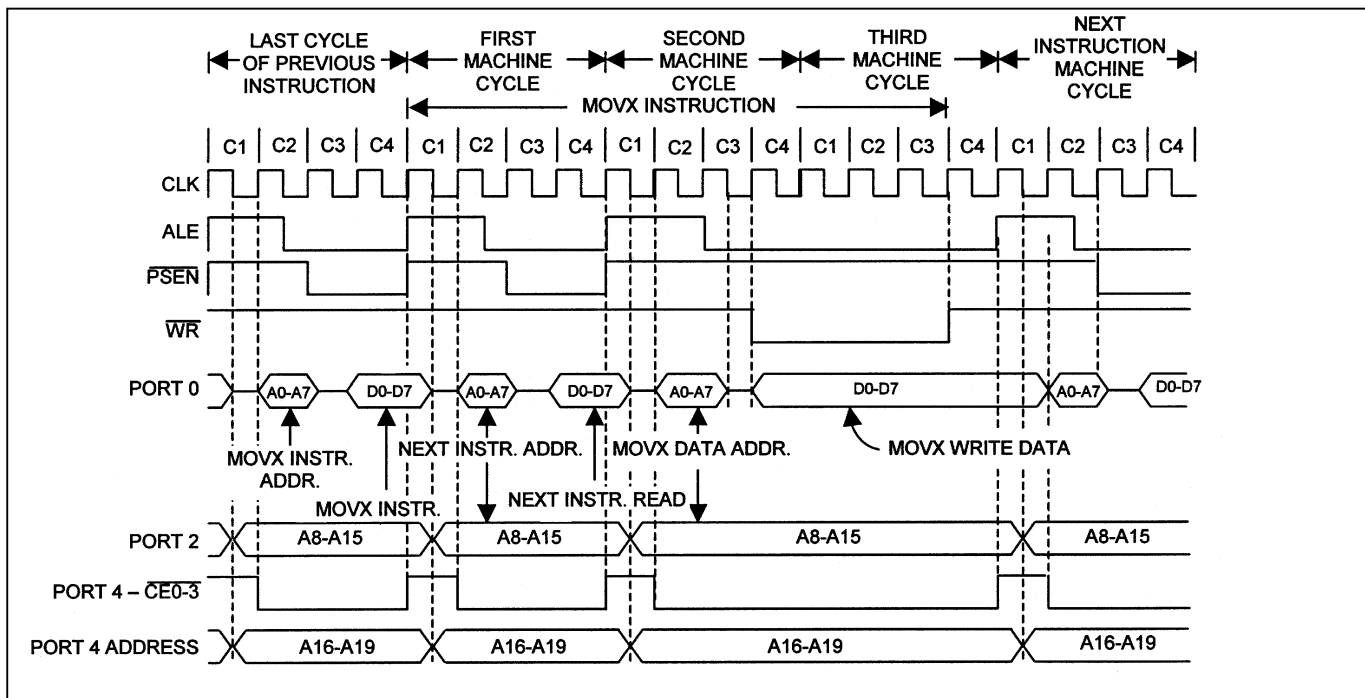 LAST CYCLE
OF PREVIOUS
INSTRUCTION
FIRST
MACHINE
CYCLE
SECOND
MACHINE
CYCLE
THIRD
MACHINE
CYCLE
NEXT
INSTRUCTION
MACHINE
CYCLE
MOVX INSTRUCTION
C1 C2 C3 C4 C1 C2 C3 C4 C1 C2 C3 C4 C1 C2 C3 C4 C1 C2 C3 C4
CLK
ALE
PSEN
WR
PORT 0 A0-A7 D0-D7 A0-A7 D0-D7 A0-A7 D0-D7 A0-A7 D0-D7
MOVX INSTR.
ADDR.
NEXT INSTR. ADDR.
MOVX DATA ADDR.
MOVX WRITE DATA
MOVX INSTR.
NEXT INSTR. READ
PORT 2 A8-A15 A8-A15 A8-A15 A8-A15
PORT 4 – CE0-3
PORT 4 ADDRESS A16-A19 A16-A19 A16-A19 A16-A19